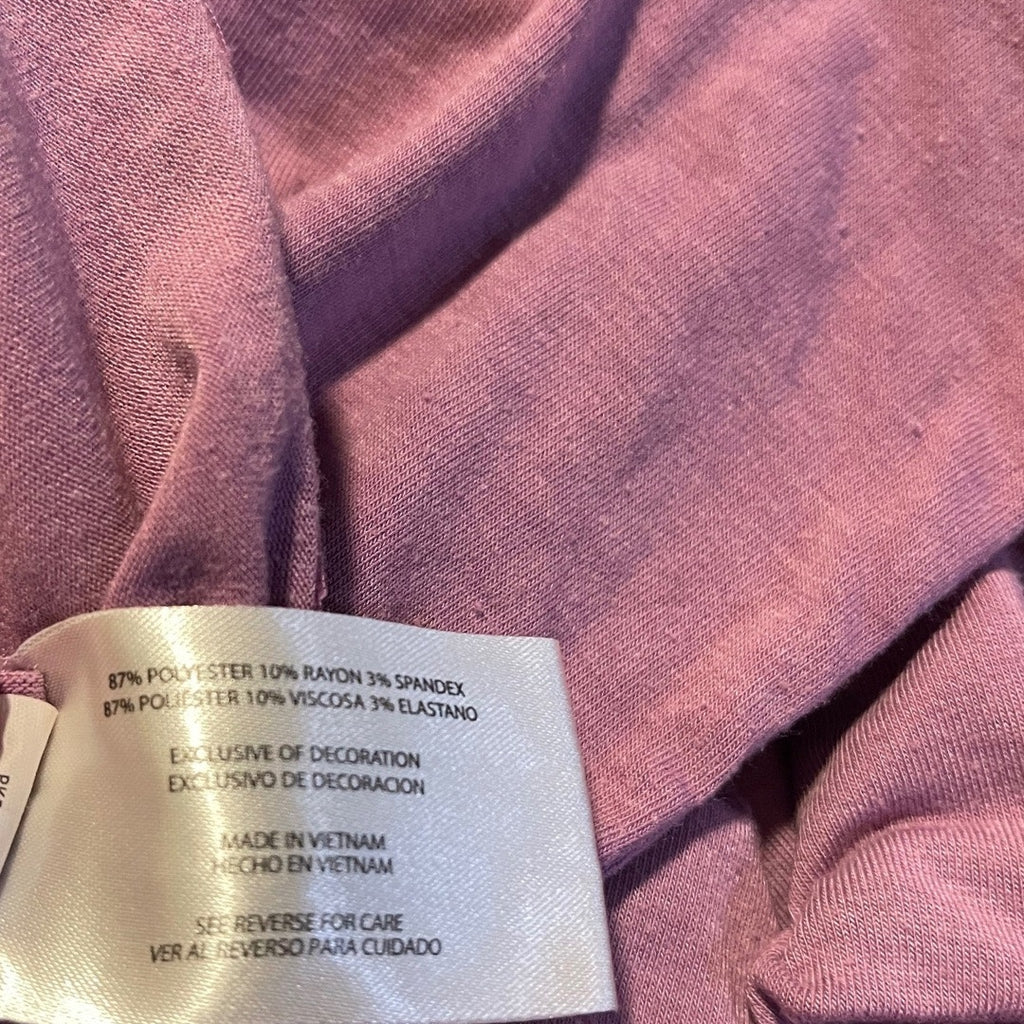 87% POLYESTER 10% RAYON 3% SPANDEX
87% POLIESTER 10% VISCOSA 3% ELASTANO
EXCLUSIVE OF DECORATION
EXCLUSIVO DE DECORACION
MADE IN VIETNAM
HECHO EN VIETNAM
SEE REVERSE FOR CARE
VER AL REVERSO PARA CUIDADO